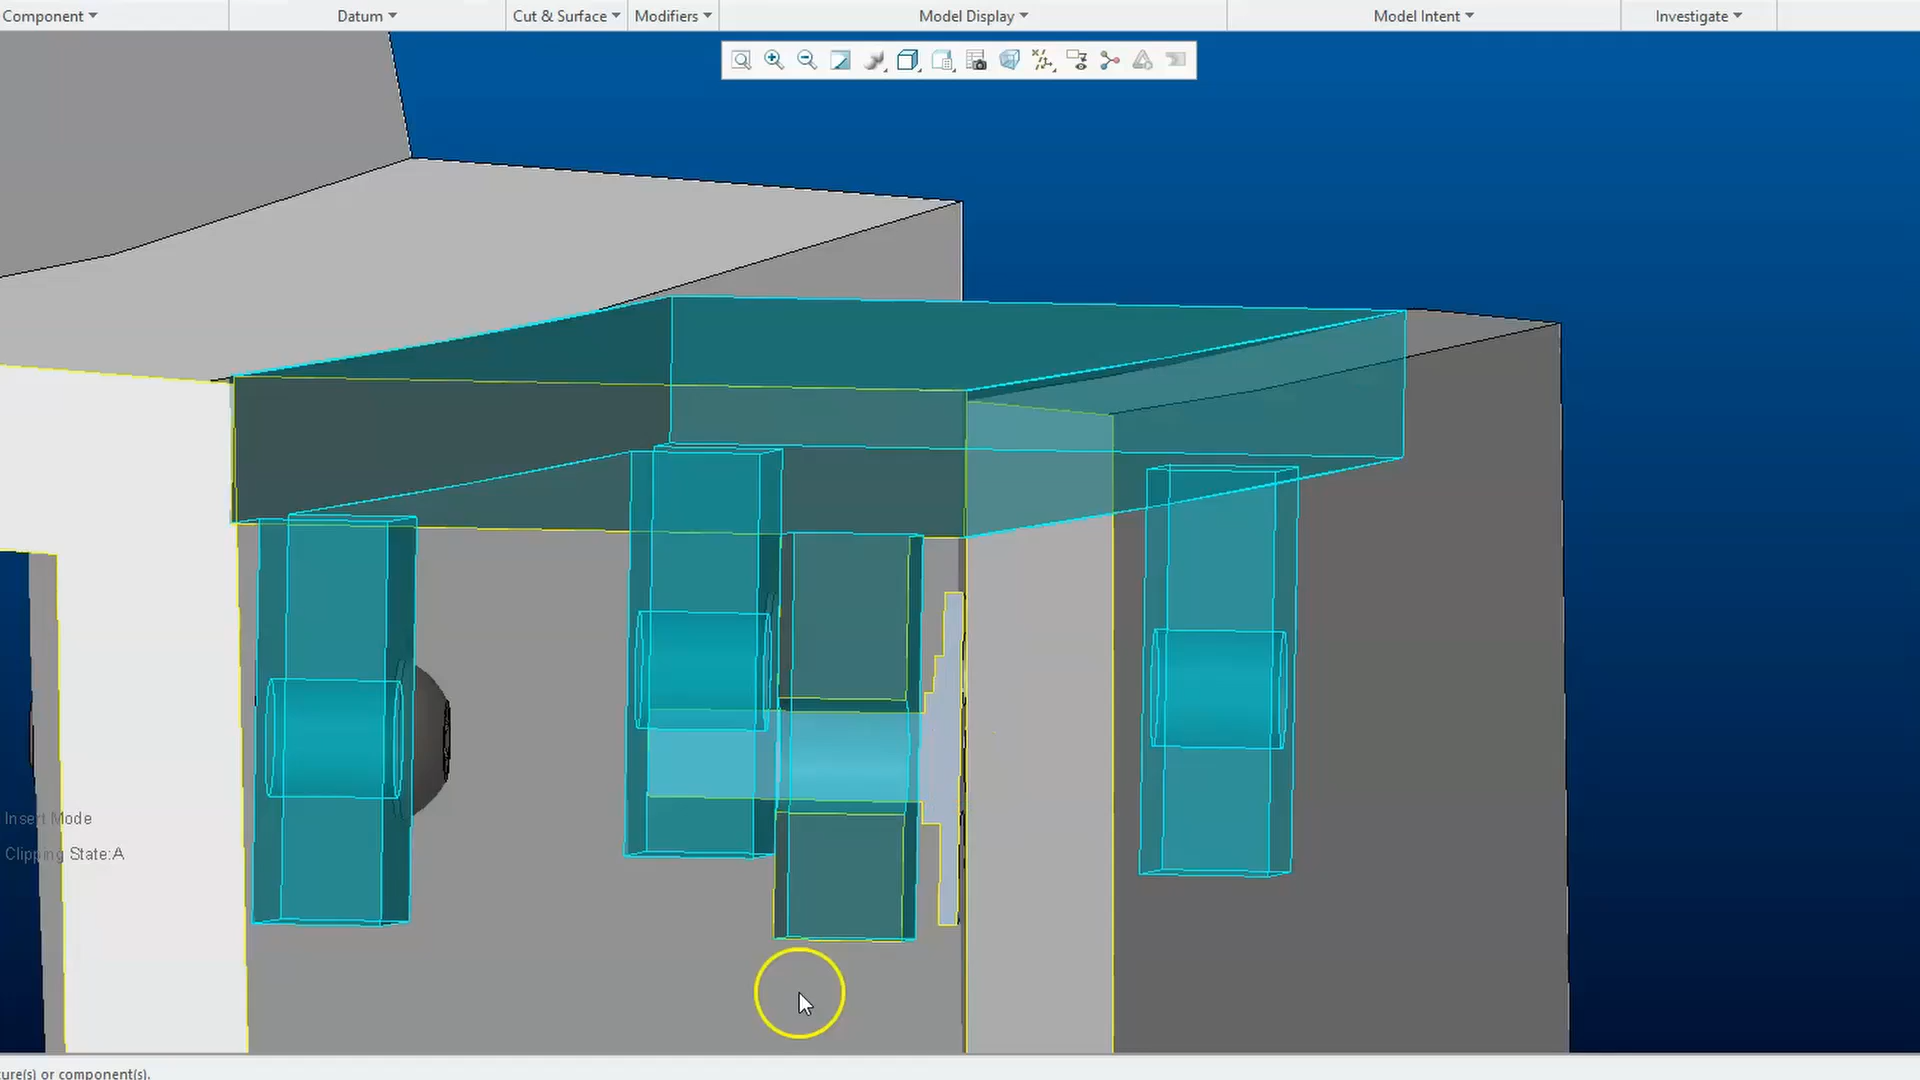 Component
Datum
Cut & Surface
Modifiers
Model Display
Model Intent
Investigate
Insert Mode
Clipping State:A
ure(s) or component(s).